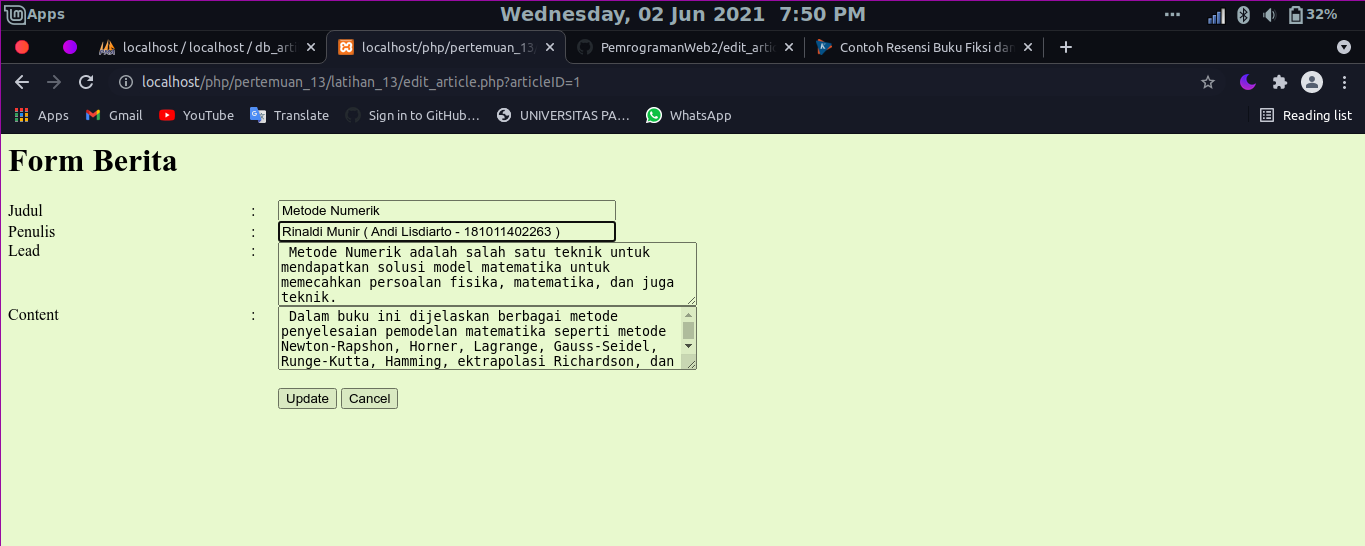 Apps
Wednesday, 02 Jun 2021 7:50 PM
32%
localhost / localhost / db_arti
localhost/php/pertemuan_13/
PemrogramanWeb2/edit_artic
Contoh Resensi Buku Fiksi dan
localhost/php/pertemuan_13/latihan_13/edit_article.php?articleID=1
Apps
Gmail
YouTube
Translate
Sign in to GitHub...
UNIVERSITAS PA...
WhatsApp
Reading list
Form Berita
Judul : Metode Numerik
Penulis : Rinaldi Munir ( Andi Lisdiarto - 181011402263 )
Lead : Metode Numerik adalah salah satu teknik untuk
mendapatkan solusi model matematika untuk
memecahkan persoalan fisika, matematika, dan juga
teknik.
Content : Dalam buku ini dijelaskan berbagai metode
penyelesaian pemodelan matematika seperti metode
Newton-Rapshon, Horner, Lagrange, Gauss-Seidel,
Runge-Kutta, Hamming, ektrapolasi Richardson, dan
Update Cancel